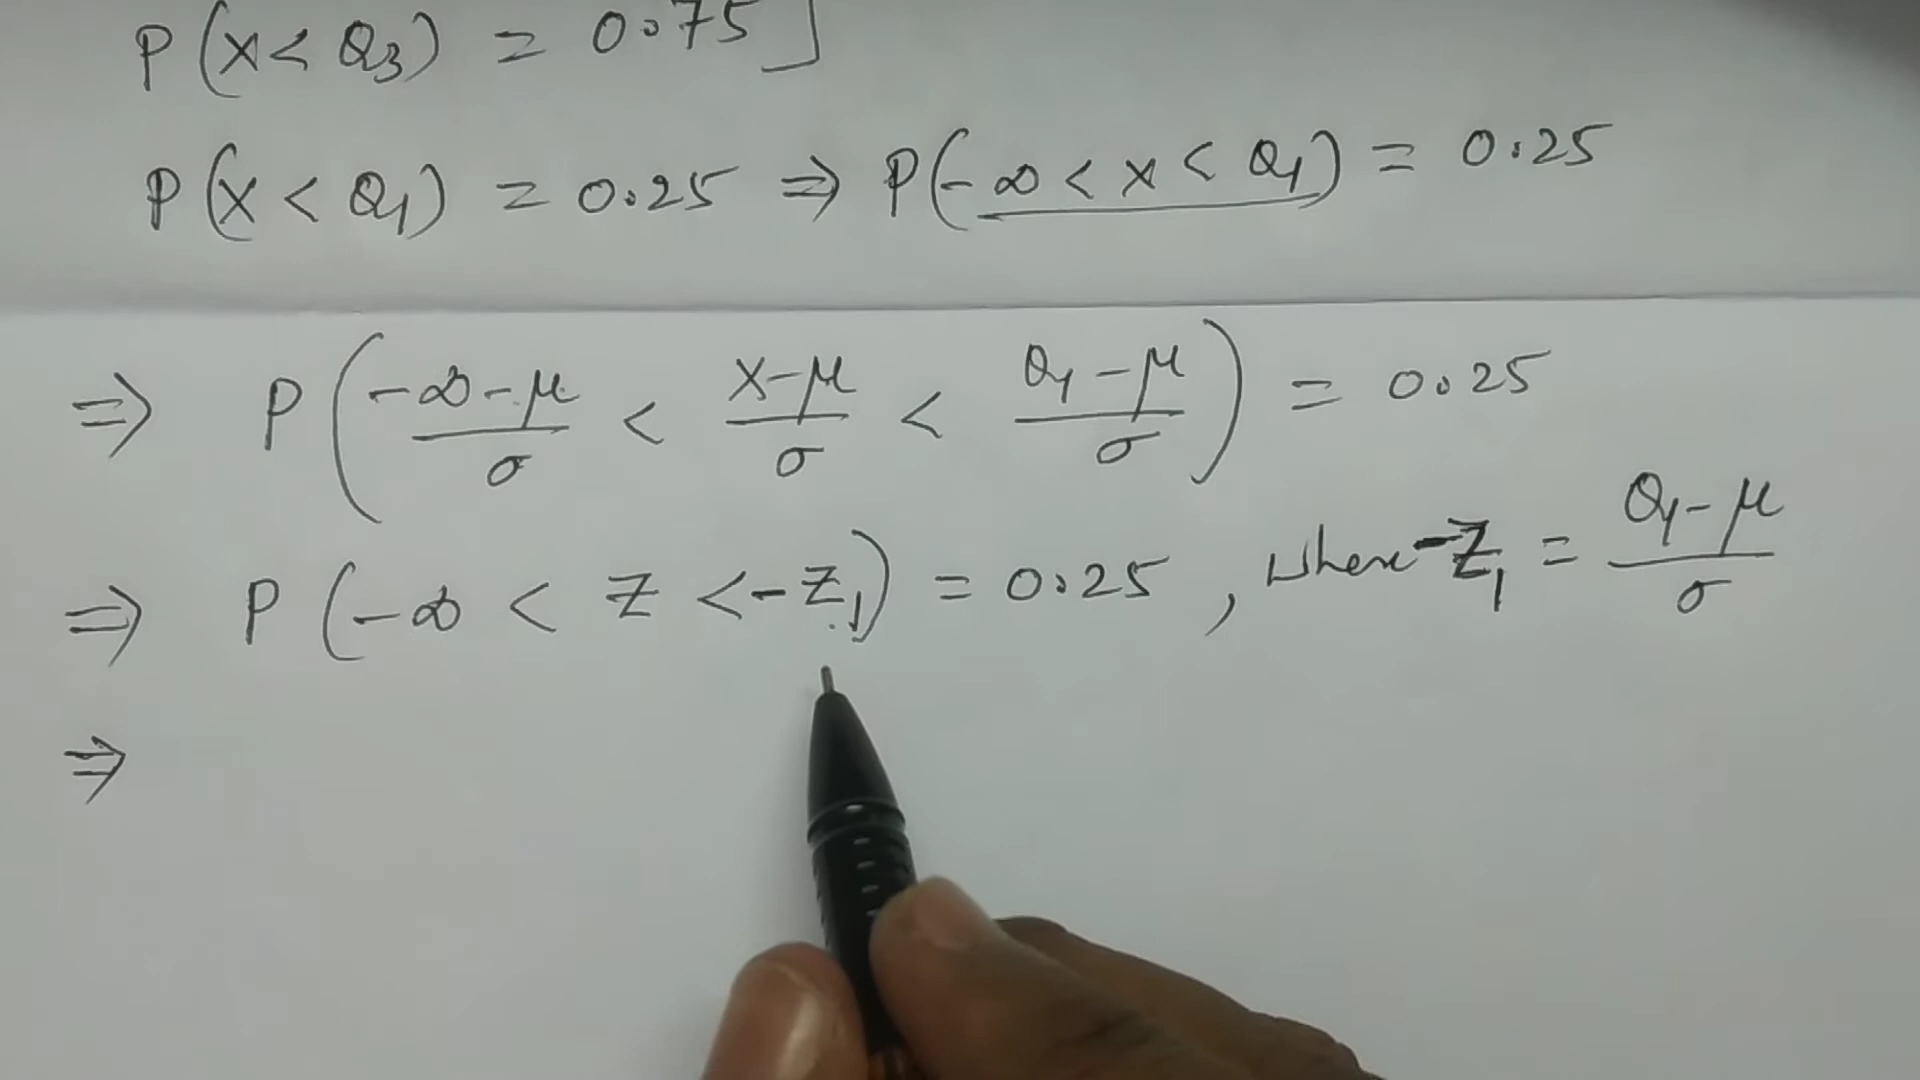 P(X < Q₃) = 0.75]
P(X < Q₁) = 0.25 ⇒ P(-∞ < X < Q₁) = 0.25
⇒ P((-∞-μ)/σ < (X-μ)/σ < (Q₁-μ)/σ) = 0.25
⇒ P(-∞ < Z < -Z₁) = 0.25, where -Z₁ = (Q₁-μ)/σ
⇒